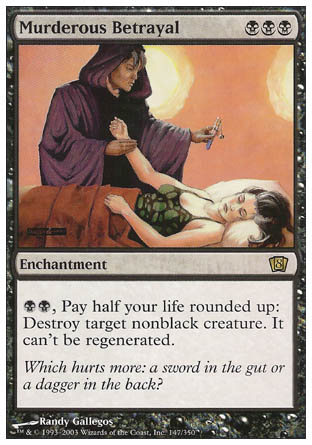 Murderous Betrayal
Enchantment
8
, Pay half your life rounded up:
Destroy target nonblack creature. It
can't be regenerated.
Which hurts more: a sword in the gut or
a dagger in the back?
Randy Gallegos
™ & © 1993-2003 Wizards of the Coast, Inc. 147/350